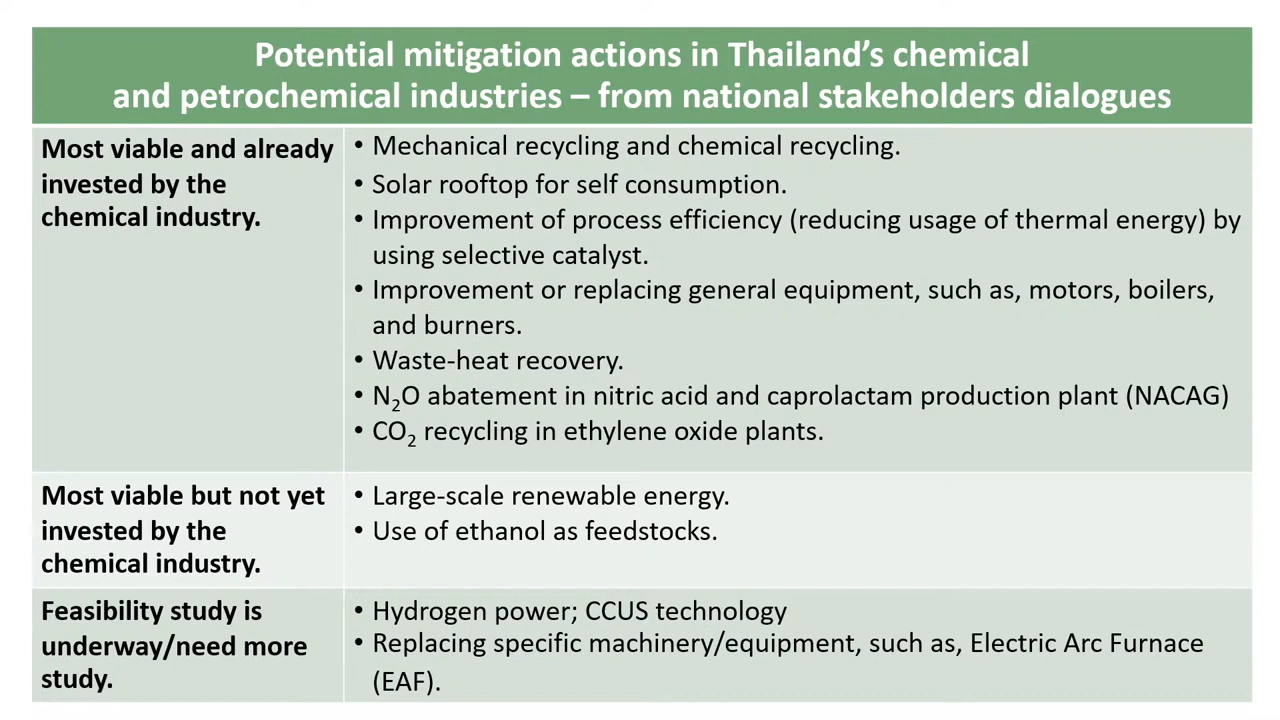 Potential mitigation actions in Thailand's chemical
and petrochemical industries – from national stakeholders dialogues
Most viable and already
invested by the
chemical industry.
• Mechanical recycling and chemical recycling.
• Solar rooftop for self consumption.
• Improvement of process efficiency (reducing usage of thermal energy) by
using selective catalyst.
• Improvement or replacing general equipment, such as, motors, boilers,
and burners.
• Waste-heat recovery.
• N₂O abatement in nitric acid and caprolactam production plant (NACAG)
• CO₂ recycling in ethylene oxide plants.
Most viable but not yet
invested by the
chemical industry.
• Large-scale renewable energy.
• Use of ethanol as feedstocks.
Feasibility study is
underway/need more
study.
• Hydrogen power; CCUS technology
• Replacing specific machinery/equipment, such as, Electric Arc Furnace
(EAF).